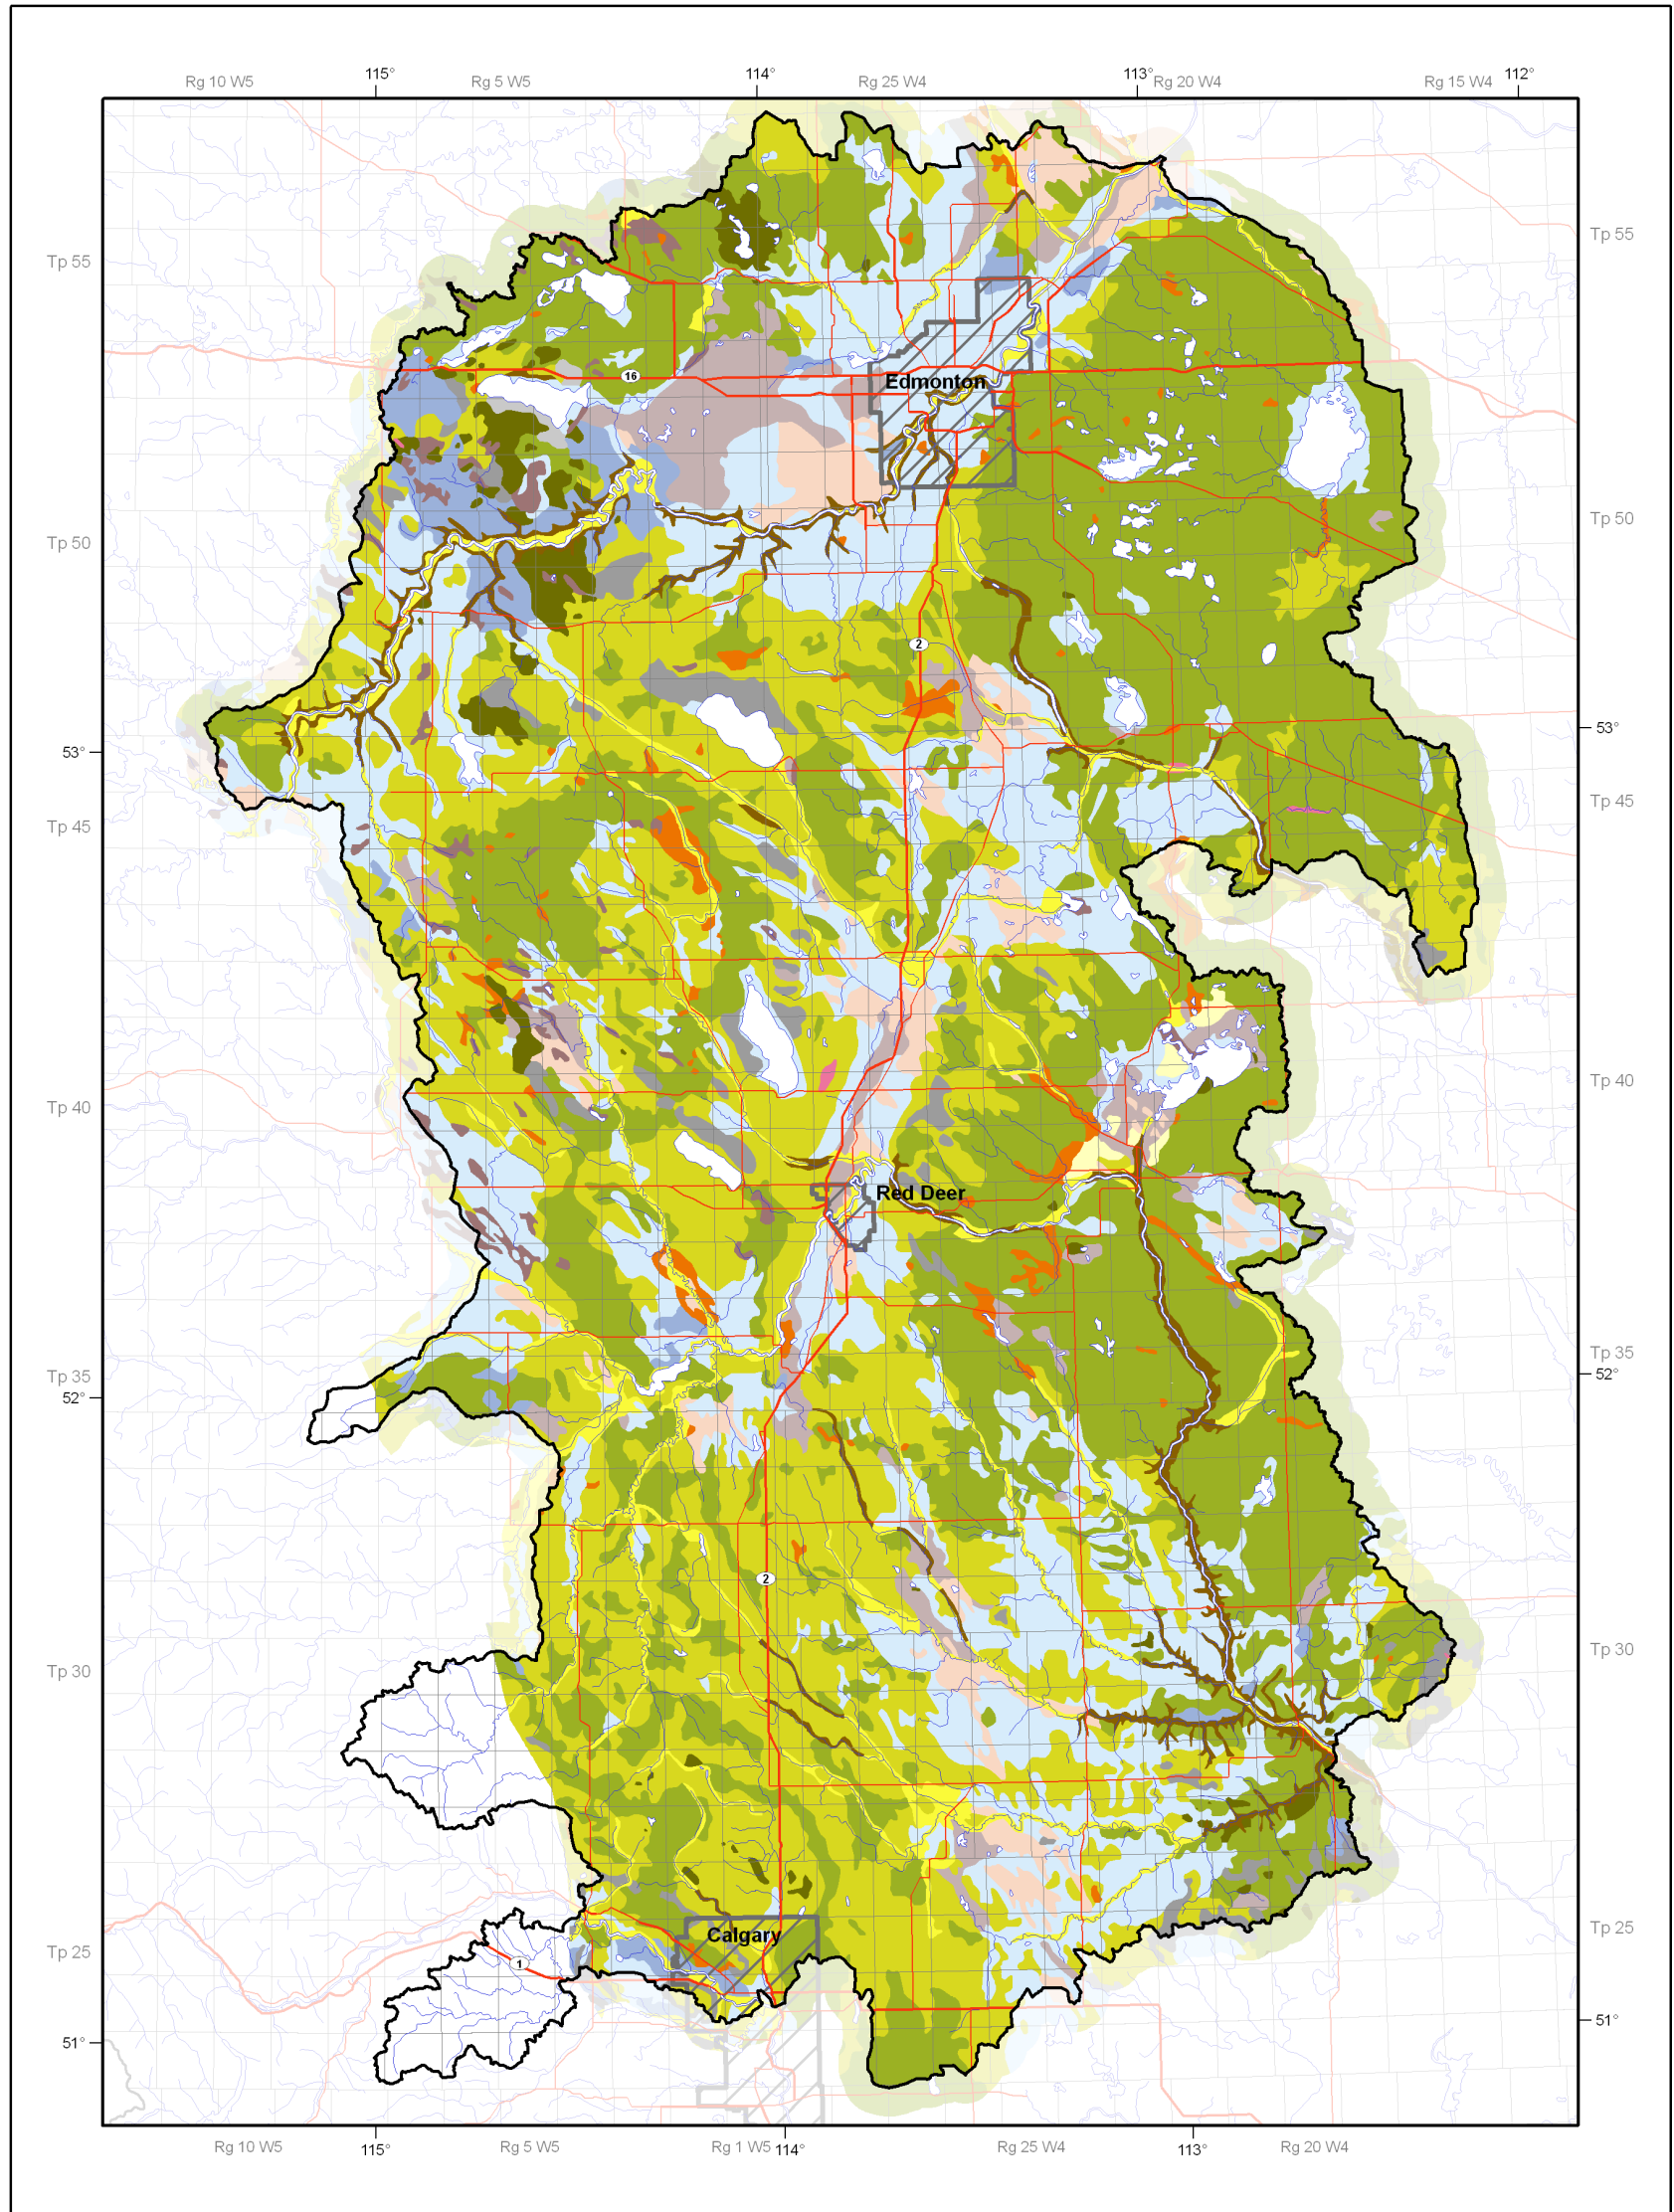 115° 114° 113° 112°
Rg 10 W5 Rg 5 W5 Rg 25 W4 Rg 20 W4 Rg 15 W4
Tp 55 Tp 55
16
Edmonton
Tp 50 Tp 50
2
53° 53°
Tp 45 Tp 45
Tp 40 Tp 40
Red Deer
Tp 35 Tp 35
52° 52°
2
Tp 30 Tp 30
Calgary
Tp 25 Tp 25
1
51° 51°
Rg 10 W5 Rg 5 W5 Rg 1 W5 Rg 25 W4 Rg 20 W4
115° 114° 113°